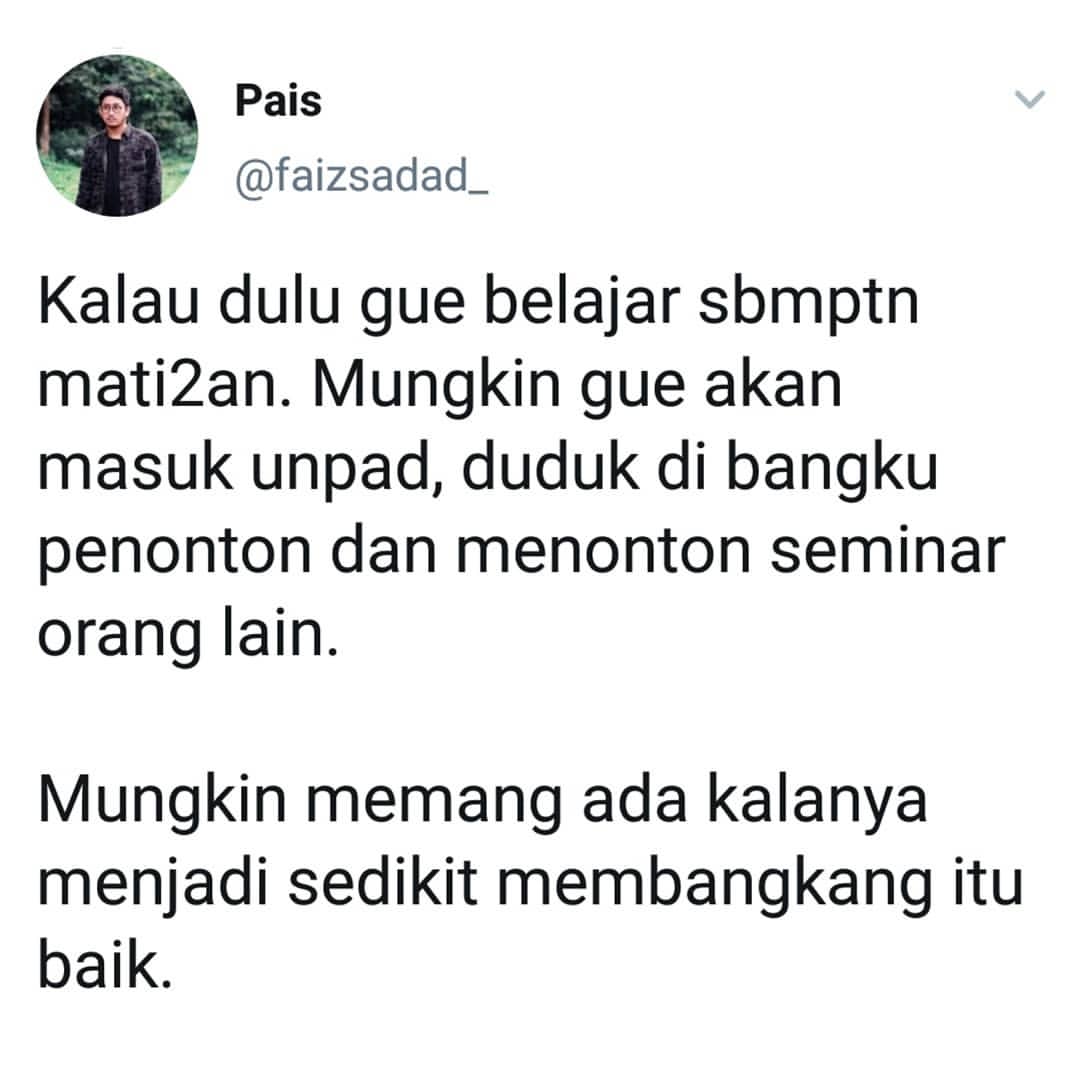 Pais
@faizsadad_
Kalau dulu gue belajar sbmptn
mati2an. Mungkin gue akan
masuk unpad, duduk di bangku
penonton dan menonton seminar
orang lain.
Mungkin memang ada kalanya
menjadi sedikit membangkang itu
baik.